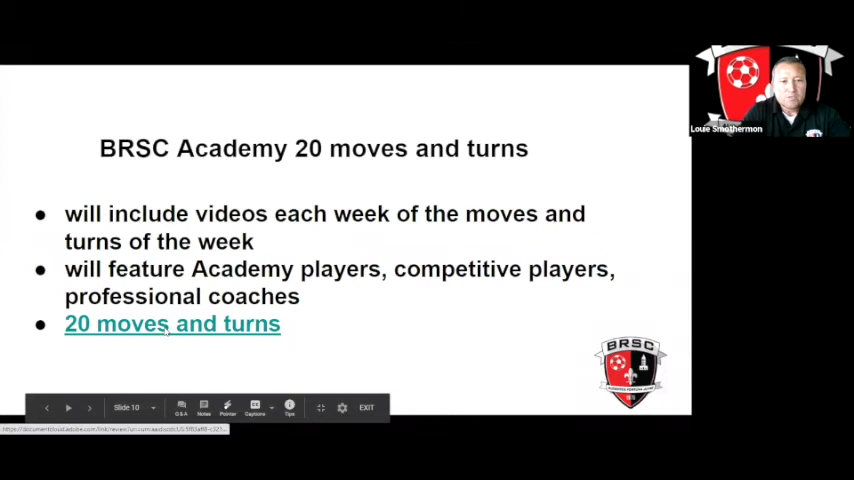 Louie Smothermon
BRSC Academy 20 moves and turns
● will include videos each week of the moves and
turns of the week
● will feature Academy players, competitive players,
professional coaches
● 20 moves and turns
BRSC
Slide 10
Q&A
Notes
Pointer
Captions
Tips
EXIT